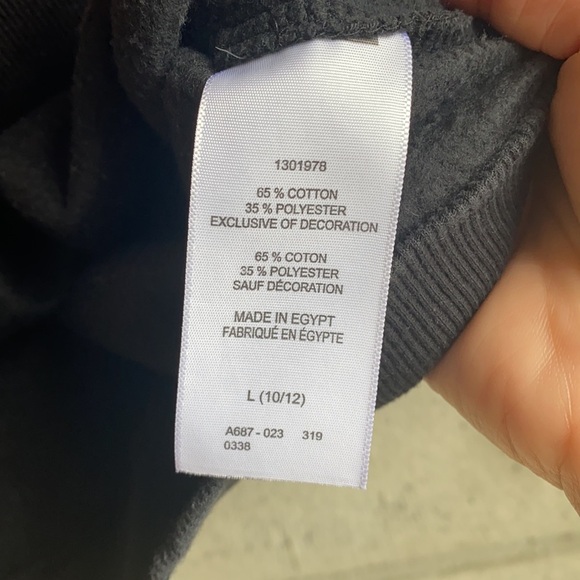 1301978
65 % COTTON
35 % POLYESTER
EXCLUSIVE OF DECORATION
65 % COTON
35 % POLYESTER
SAUF DÉCORATION
MADE IN EGYPT
FABRIQUÉ EN ÉGYPTE
L (10/12)
A687 - 023 319
0338